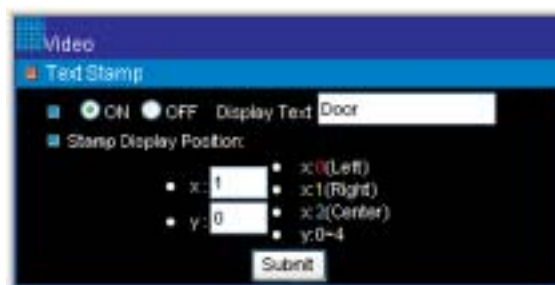 Video
Text Stamp
ON OFF Display Text Door
Stamp Display Position:
x: 1
y: 0
x:0(Left)
x:1(Right)
x:2(Center)
y:0~4
Submit